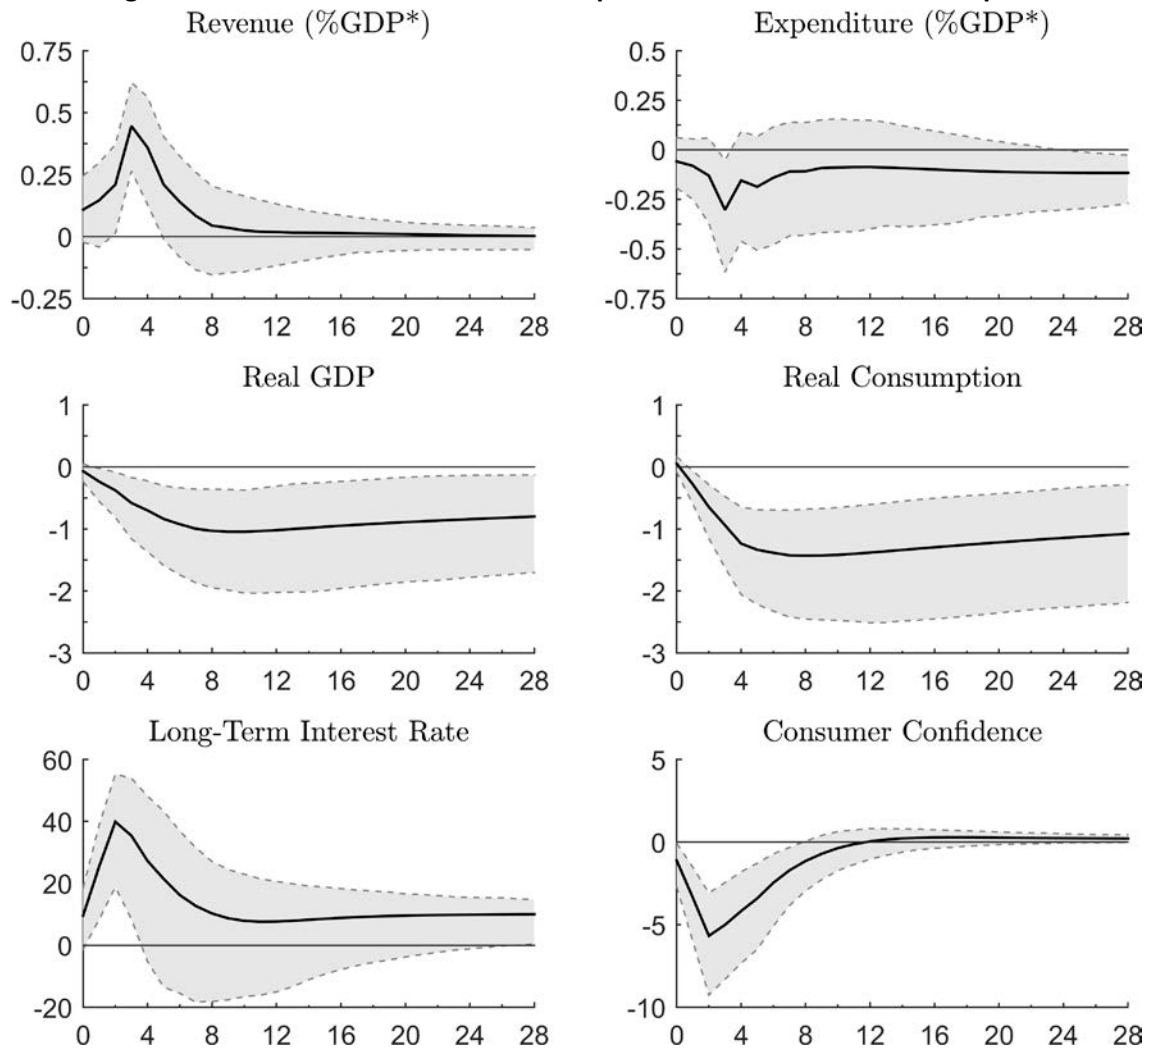 Revenue (%GDP*)
Expenditure (%GDP*)
0.75
0.5
0.25
0
-0.25
0 4 8 12 16 20 24 28
0.5
0.25
0
-0.25
-0.5
-0.75
0 4 8 12 16 20 24 28
Real GDP
Real Consumption
1
0
-1
-2
-3
0 4 8 12 16 20 24 28
1
0
-1
-2
-3
0 4 8 12 16 20 24 28
Long-Term Interest Rate
Consumer Confidence
60
40
20
0
-20
0 4 8 12 16 20 24 28
5
0
-5
-10
0 4 8 12 16 20 24 28